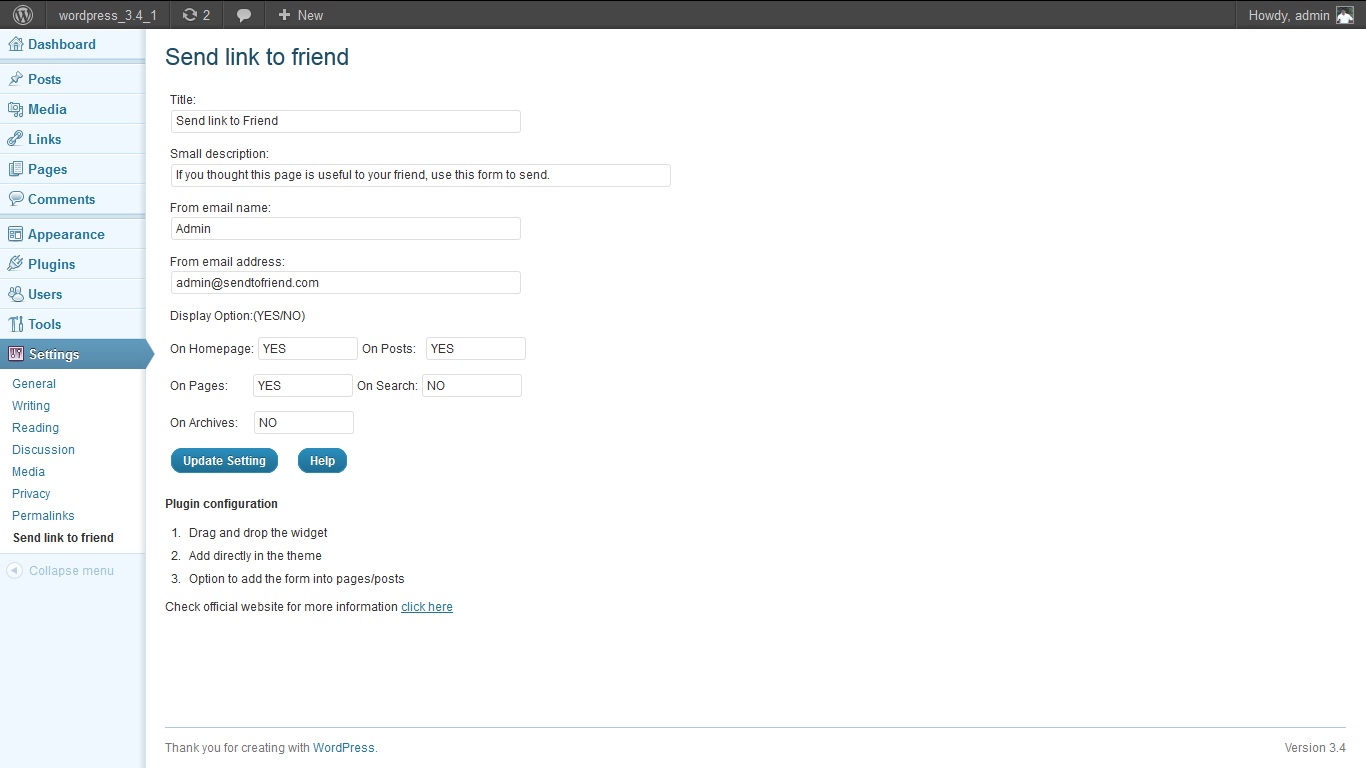 wordpress_3.4_1 2 New Howdy, admin
Dashboard
Posts
Media
Links
Pages
Comments
Appearance
Plugins
Users
Tools
Settings
General
Writing
Reading
Discussion
Media
Privacy
Permalinks
Send link to friend
Collapse menu
Send link to friend
Title:
Send link to Friend
Small description:
If you thought this page is useful to your friend, use this form to send.
From email name:
Admin
From email address:
admin@sendtofriend.com
Display Option:(YES/NO)
On Homepage: YES On Posts: YES
On Pages: YES On Search: NO
On Archives: NO
Update Setting Help
Plugin configuration
1. Drag and drop the widget
2. Add directly in the theme
3. Option to add the form into pages/posts
Check official website for more information click here
Thank you for creating with WordPress. Version 3.4